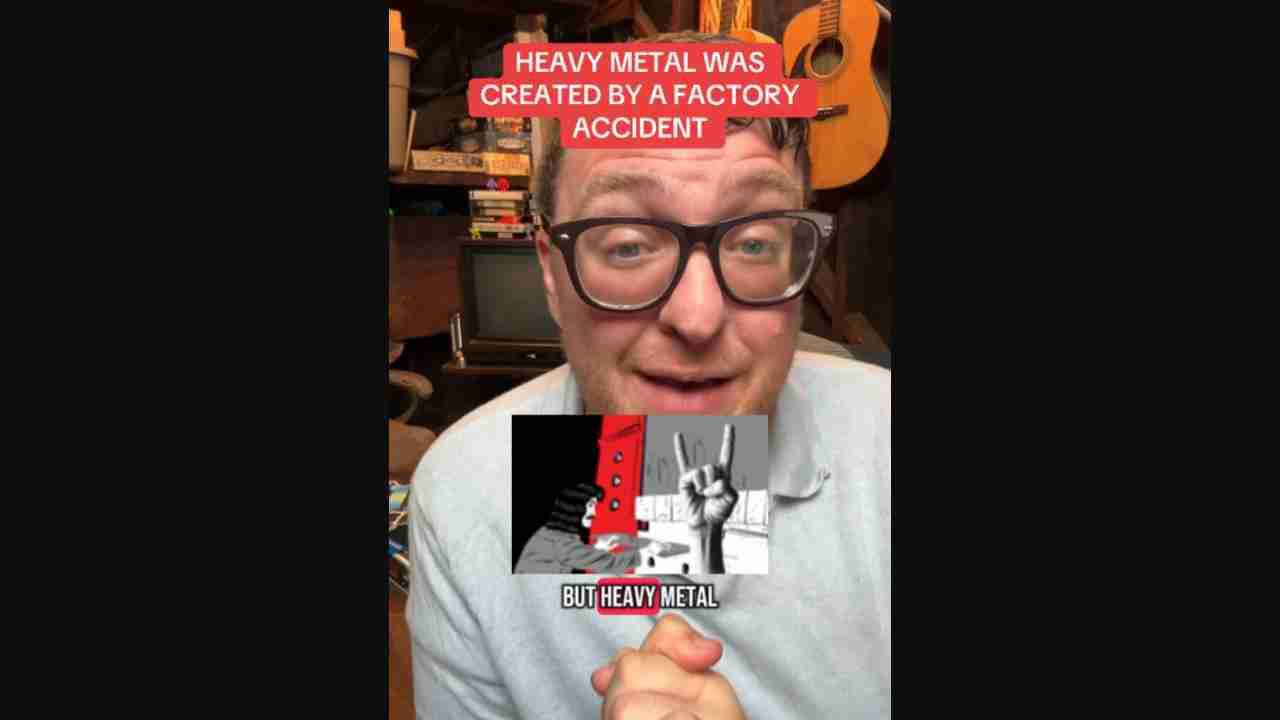 HEAVY METAL WAS
CREATED BY A FACTORY
ACCIDENT
BUT HEAVY METAL